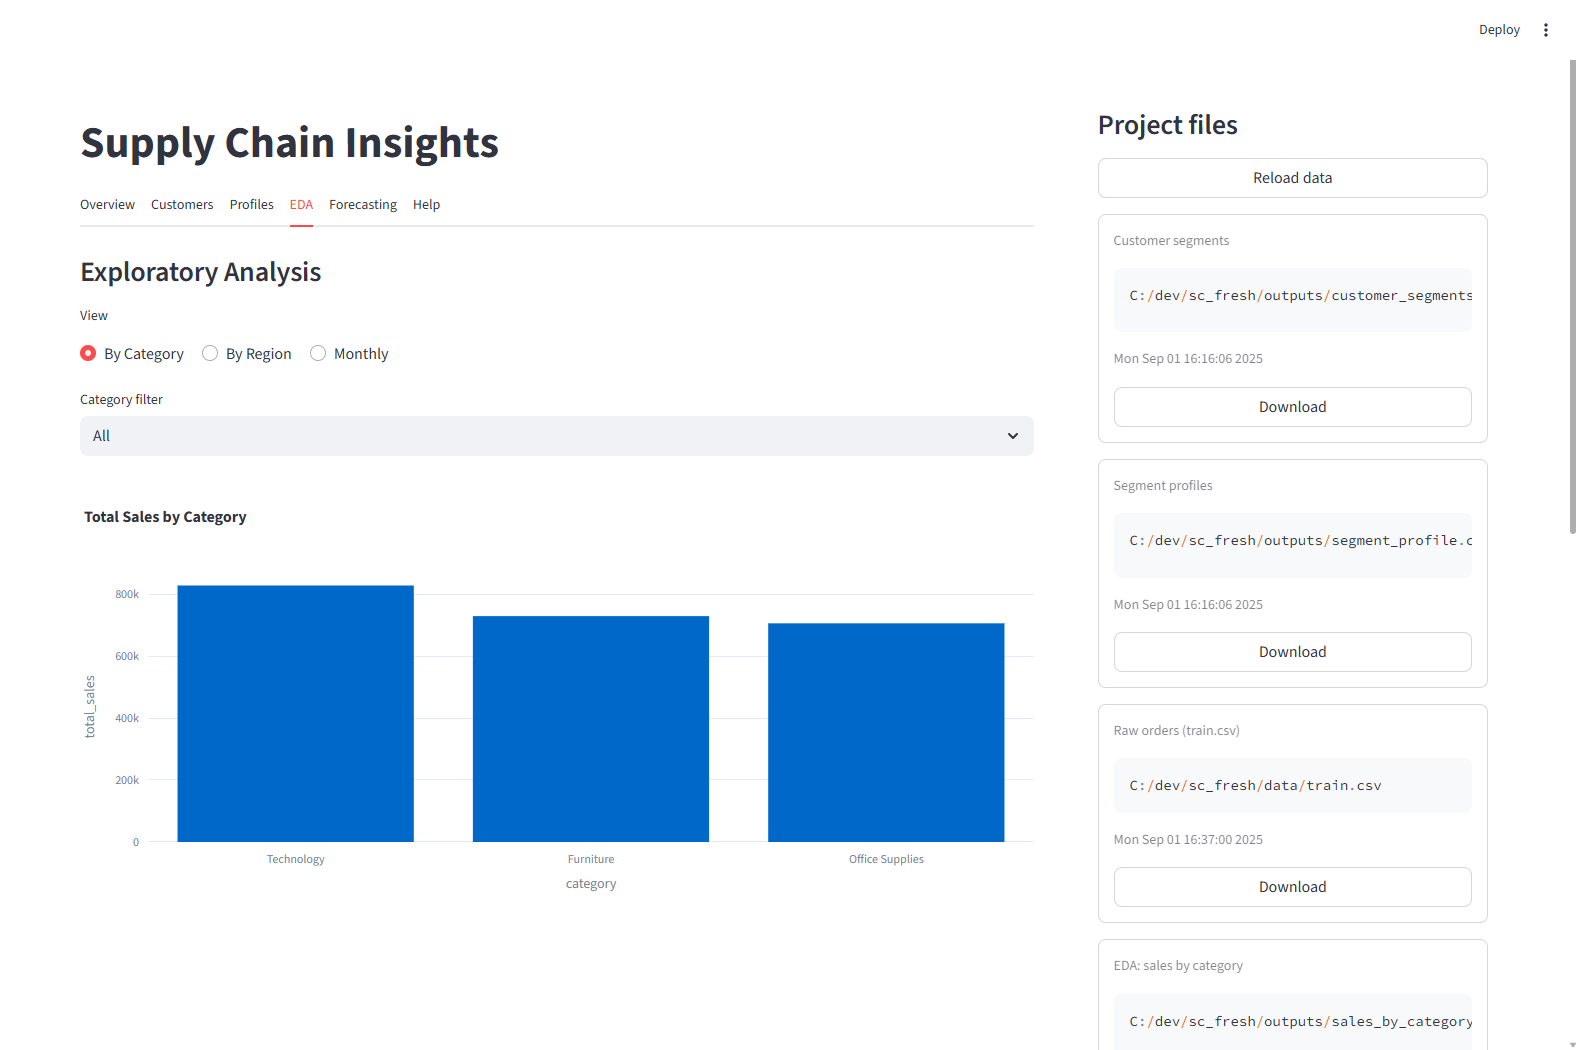 Deploy
Supply Chain Insights
Overview Customers Profiles EDA Forecasting Help
Exploratory Analysis
View
By Category By Region Monthly
Category filter
All
Total Sales by Category
total_sales
800k
600k
400k
200k
0
Technology Furniture Office Supplies
category
Project files
Reload data
Customer segments
C:/dev/sc_fresh/outputs/customer_segments
Mon Sep 01 16:16:06 2025
Download
Segment profiles
C:/dev/sc_fresh/outputs/segment_profile.c
Mon Sep 01 16:16:06 2025
Download
Raw orders (train.csv)
C:/dev/sc_fresh/data/train.csv
Mon Sep 01 16:37:00 2025
Download
EDA: sales by category
C:/dev/sc_fresh/outputs/sales_by_category